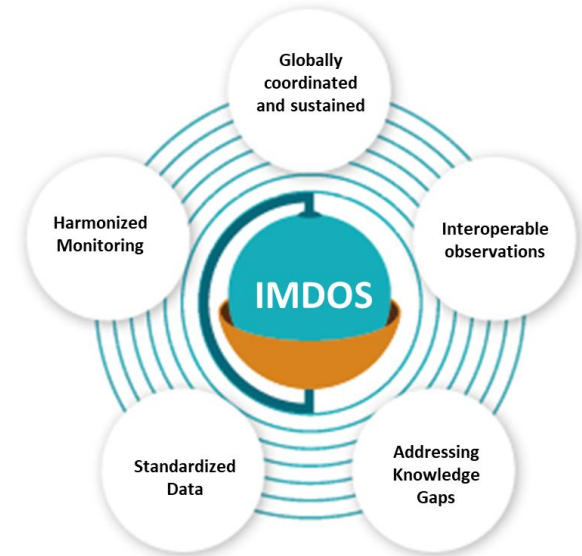 Globally
coordinated
and sustained
Harmonized
Monitoring
Interoperable
observations
IMDOS
Standardized
Data
Addressing
Knowledge
Gaps